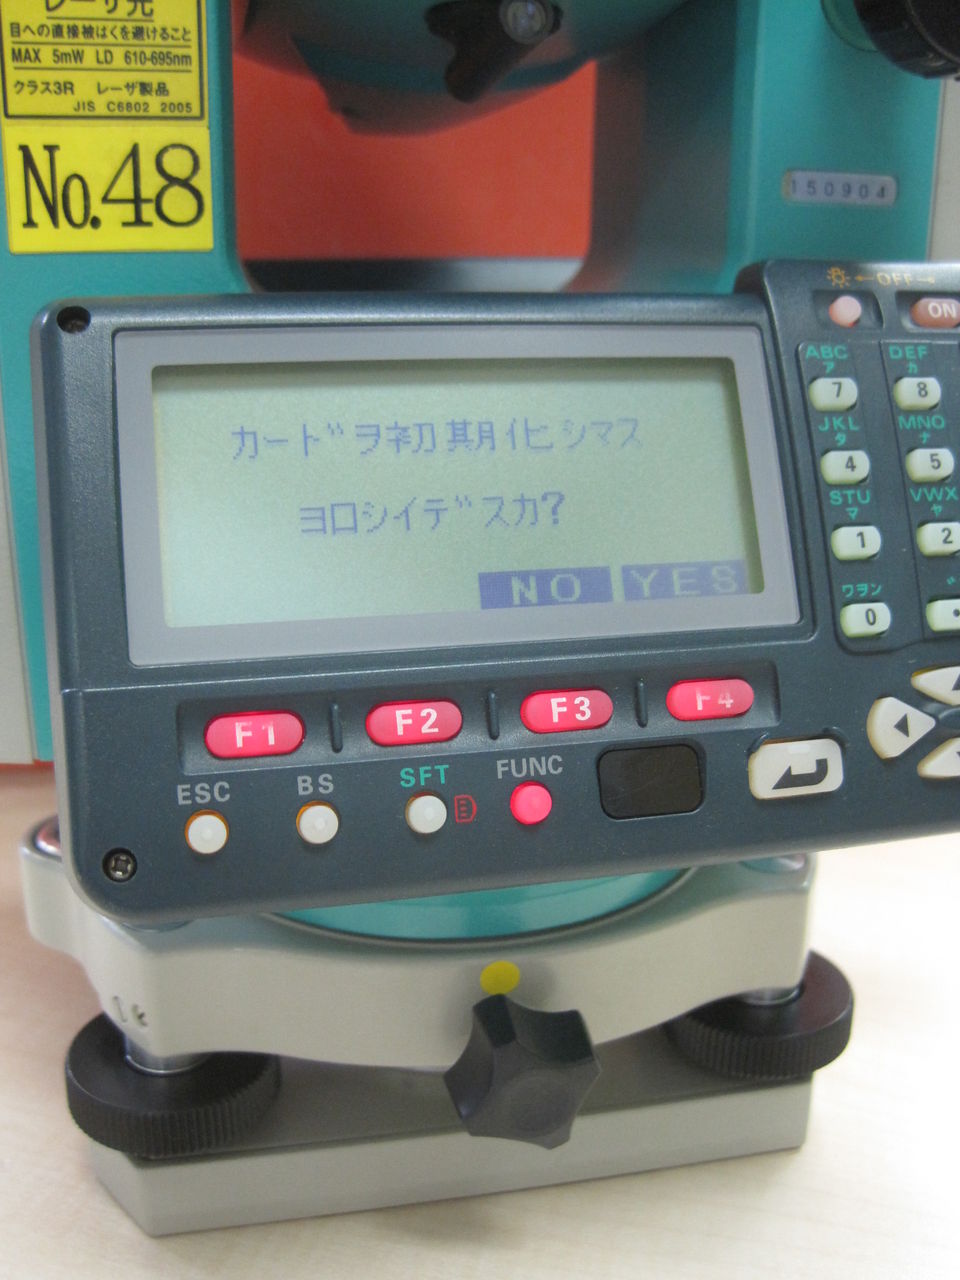 レーザ光
目への直接被ばくを避けること
MAX 5mW LD 610-695nm
クラス3R レーザ製品
JIS C6802 2005
No.48
150904
←OFF→
ON
カードヲ初期化シマス
ヨロシイデスカ?
NO YES
ABC
ア
7
DEF
カ
8
JKL
タ
4
MNO
ナ
5
STU
マ
1
VWX
ヤ
2
ワヲン
0
F1 F2 F3 F4
ESC BS SFT FUNC